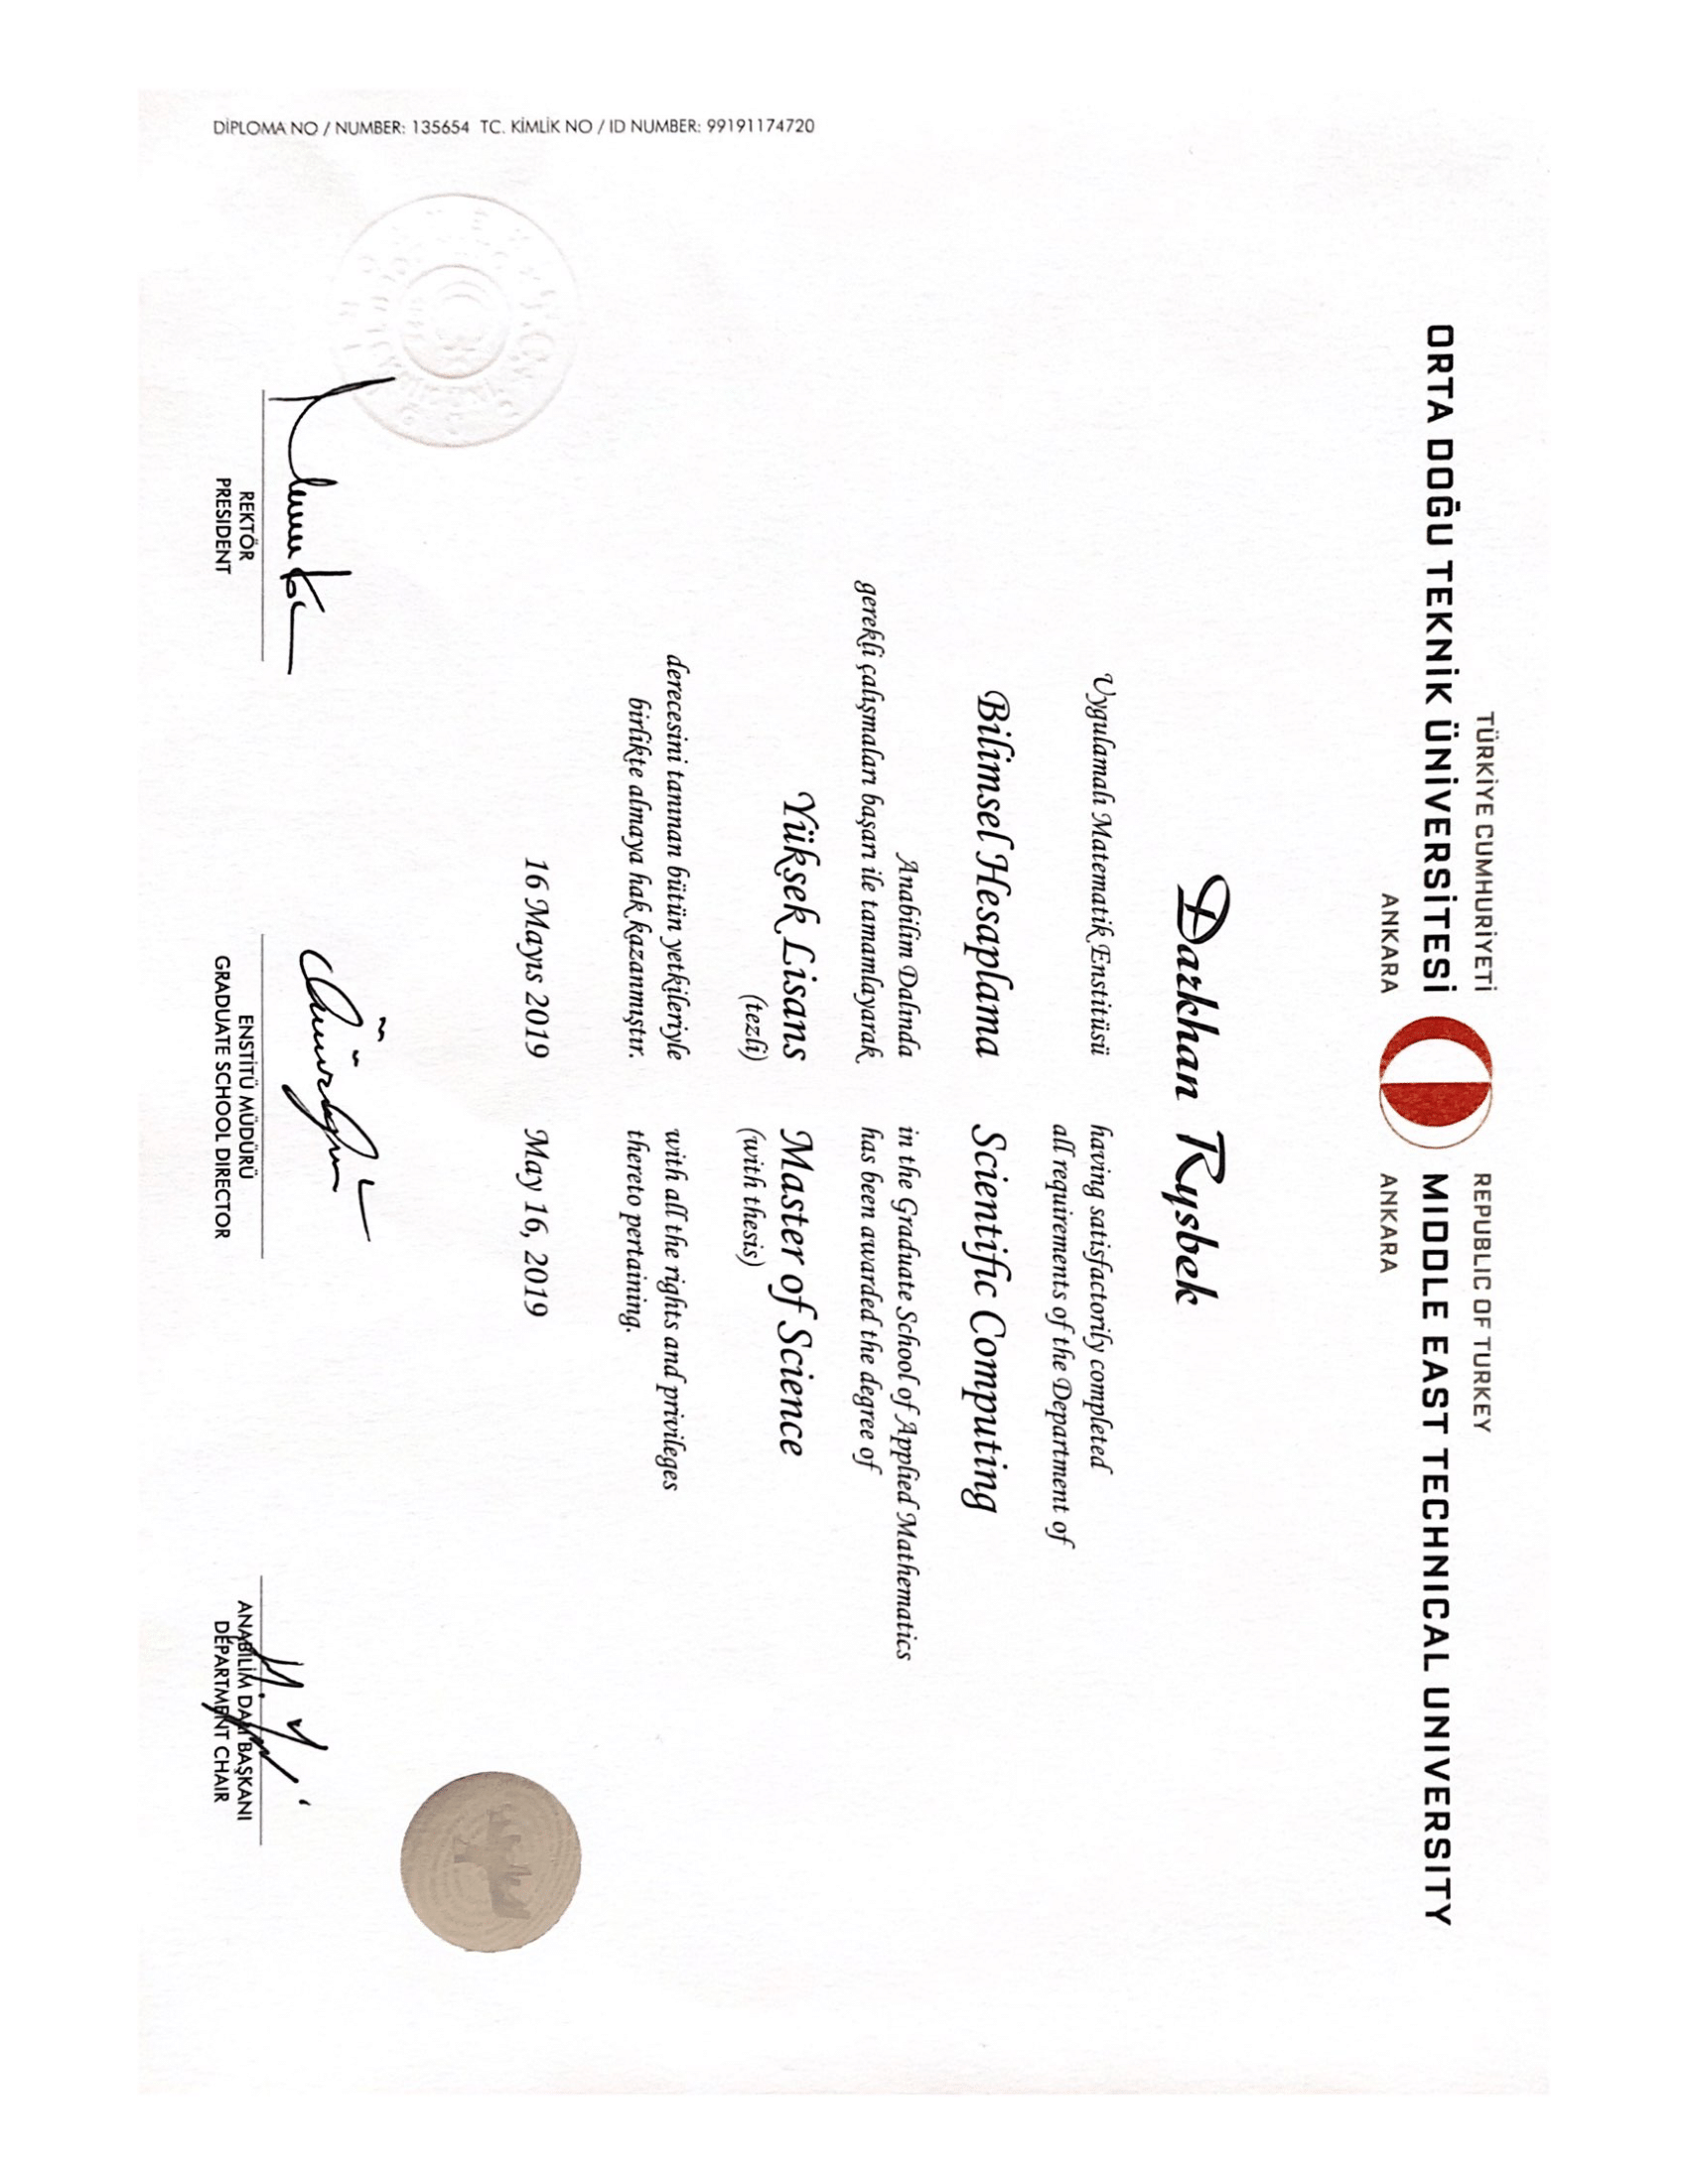 TÜRKİYE CUMHURİYETİ
ORTA DOĞU TEKNİK ÜNİVERSİTESİ
ANKARA
REPUBLIC OF TURKEY
MIDDLE EAST TECHNICAL UNIVERSITY
ANKARA
Darkhan Rysbek
Uygulamalı Matematik Enstitüsü
Bilimsel Hesaplama
Anabilim Dalında
gerekli çalışmaları başarı ile tamamlayarak
Yüksek Lisans
(tezli)
derecesini tanınan bütün yetkileriyle
birlikte almaya hak kazanmıştır.
16 Mayıs 2019
having satisfactorily completed
all requirements of the Department of
Scientific Computing
in the Graduate School of Applied Mathematics
has been awarded the degree of
Master of Science
(with thesis)
with all the rights and privileges
thereto pertaining.
May 16, 2019
REKTÖR
PRESIDENT
ENSTİTÜ MÜDÜRÜ
GRADUATE SCHOOL DIRECTOR
ANABİLİM DALI BAŞKANI
DEPARTMENT CHAIR
DİPLOMA NO / NUMBER: 135654 TC. KİMLİK NO / ID NUMBER: 99191174720